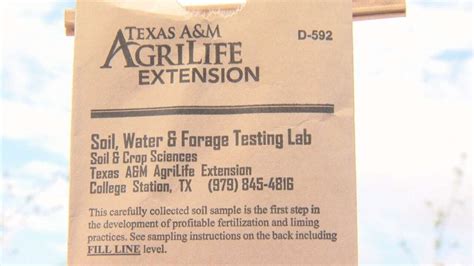 TEXAS A&M
AGRILIFE
EXTENSION
D-592
Soil, Water & Forage Testing Lab
Soil & Crop Sciences
Texas A&M AgriLife Extension
College Station, TX (979) 845-4816
This carefully collected soil sample is the first step in
the development of profitable fertilization and liming
practices. See sampling instructions on the back including
FILL LINE level.